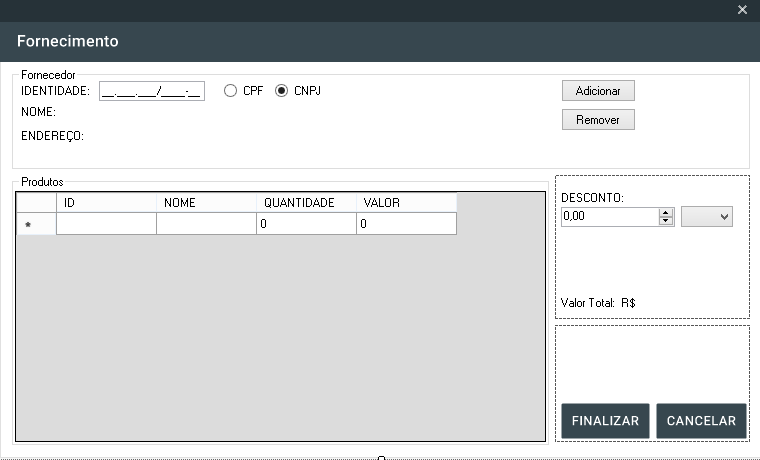 Fornecimento
Fornecedor
IDENTIDADE: __.___.___/____-__ CPF CNPJ
Adicionar
NOME:
Remover
ENDEREÇO:
Produtos
ID NOME QUANTIDADE VALOR
* 0 0
DESCONTO:
0,00
Valor Total: R$
FINALIZAR CANCELAR